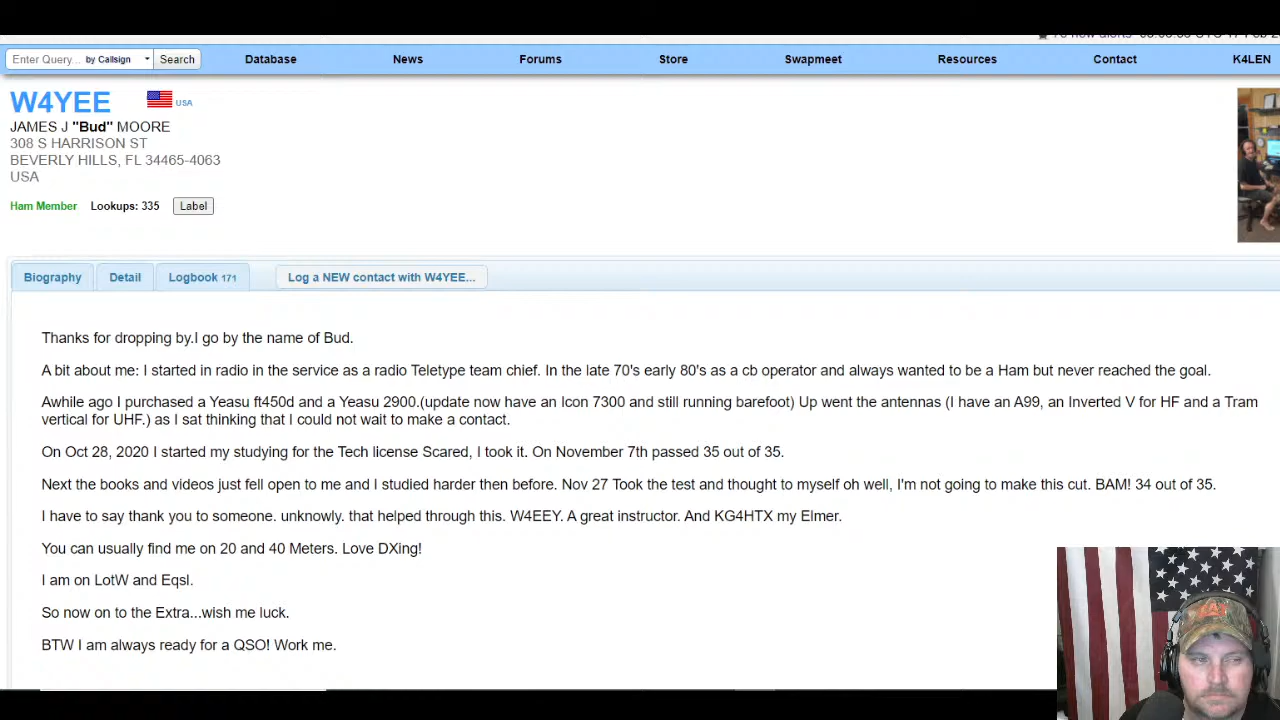 Enter Query... by Callsign Search Database News Forums Store Swapmeet Resources Contact K4LEN
W4YEE USA
JAMES J "Bud" MOORE
308 S HARRISON ST
BEVERLY HILLS, FL 34465-4063
USA
Ham Member Lookups: 335 Label
Biography Detail Logbook 171 Log a NEW contact with W4YEE...
Thanks for dropping by.I go by the name of Bud.
A bit about me: I started in radio in the service as a radio Teletype team chief. In the late 70's early 80's as a cb operator and always wanted to be a Ham but never reached the goal.
Awhile ago I purchased a Yeasu ft450d and a Yeasu 2900.(update now have an Icon 7300 and still running barefoot) Up went the antennas (I have an A99, an Inverted V for HF and a Tram
vertical for UHF.) as I sat thinking that I could not wait to make a contact.
On Oct 28, 2020 I started my studying for the Tech license Scared, I took it. On November 7th passed 35 out of 35.
Next the books and videos just fell open to me and I studied harder then before. Nov 27 Took the test and thought to myself oh well, I'm not going to make this cut. BAM! 34 out of 35.
I have to say thank you to someone. unknowly. that helped through this. W4EEY. A great instructor. And KG4HTX my Elmer.
You can usually find me on 20 and 40 Meters. Love DXing!
I am on LotW and Eqsl.
So now on to the Extra...wish me luck.
BTW I am always ready for a QSO! Work me.